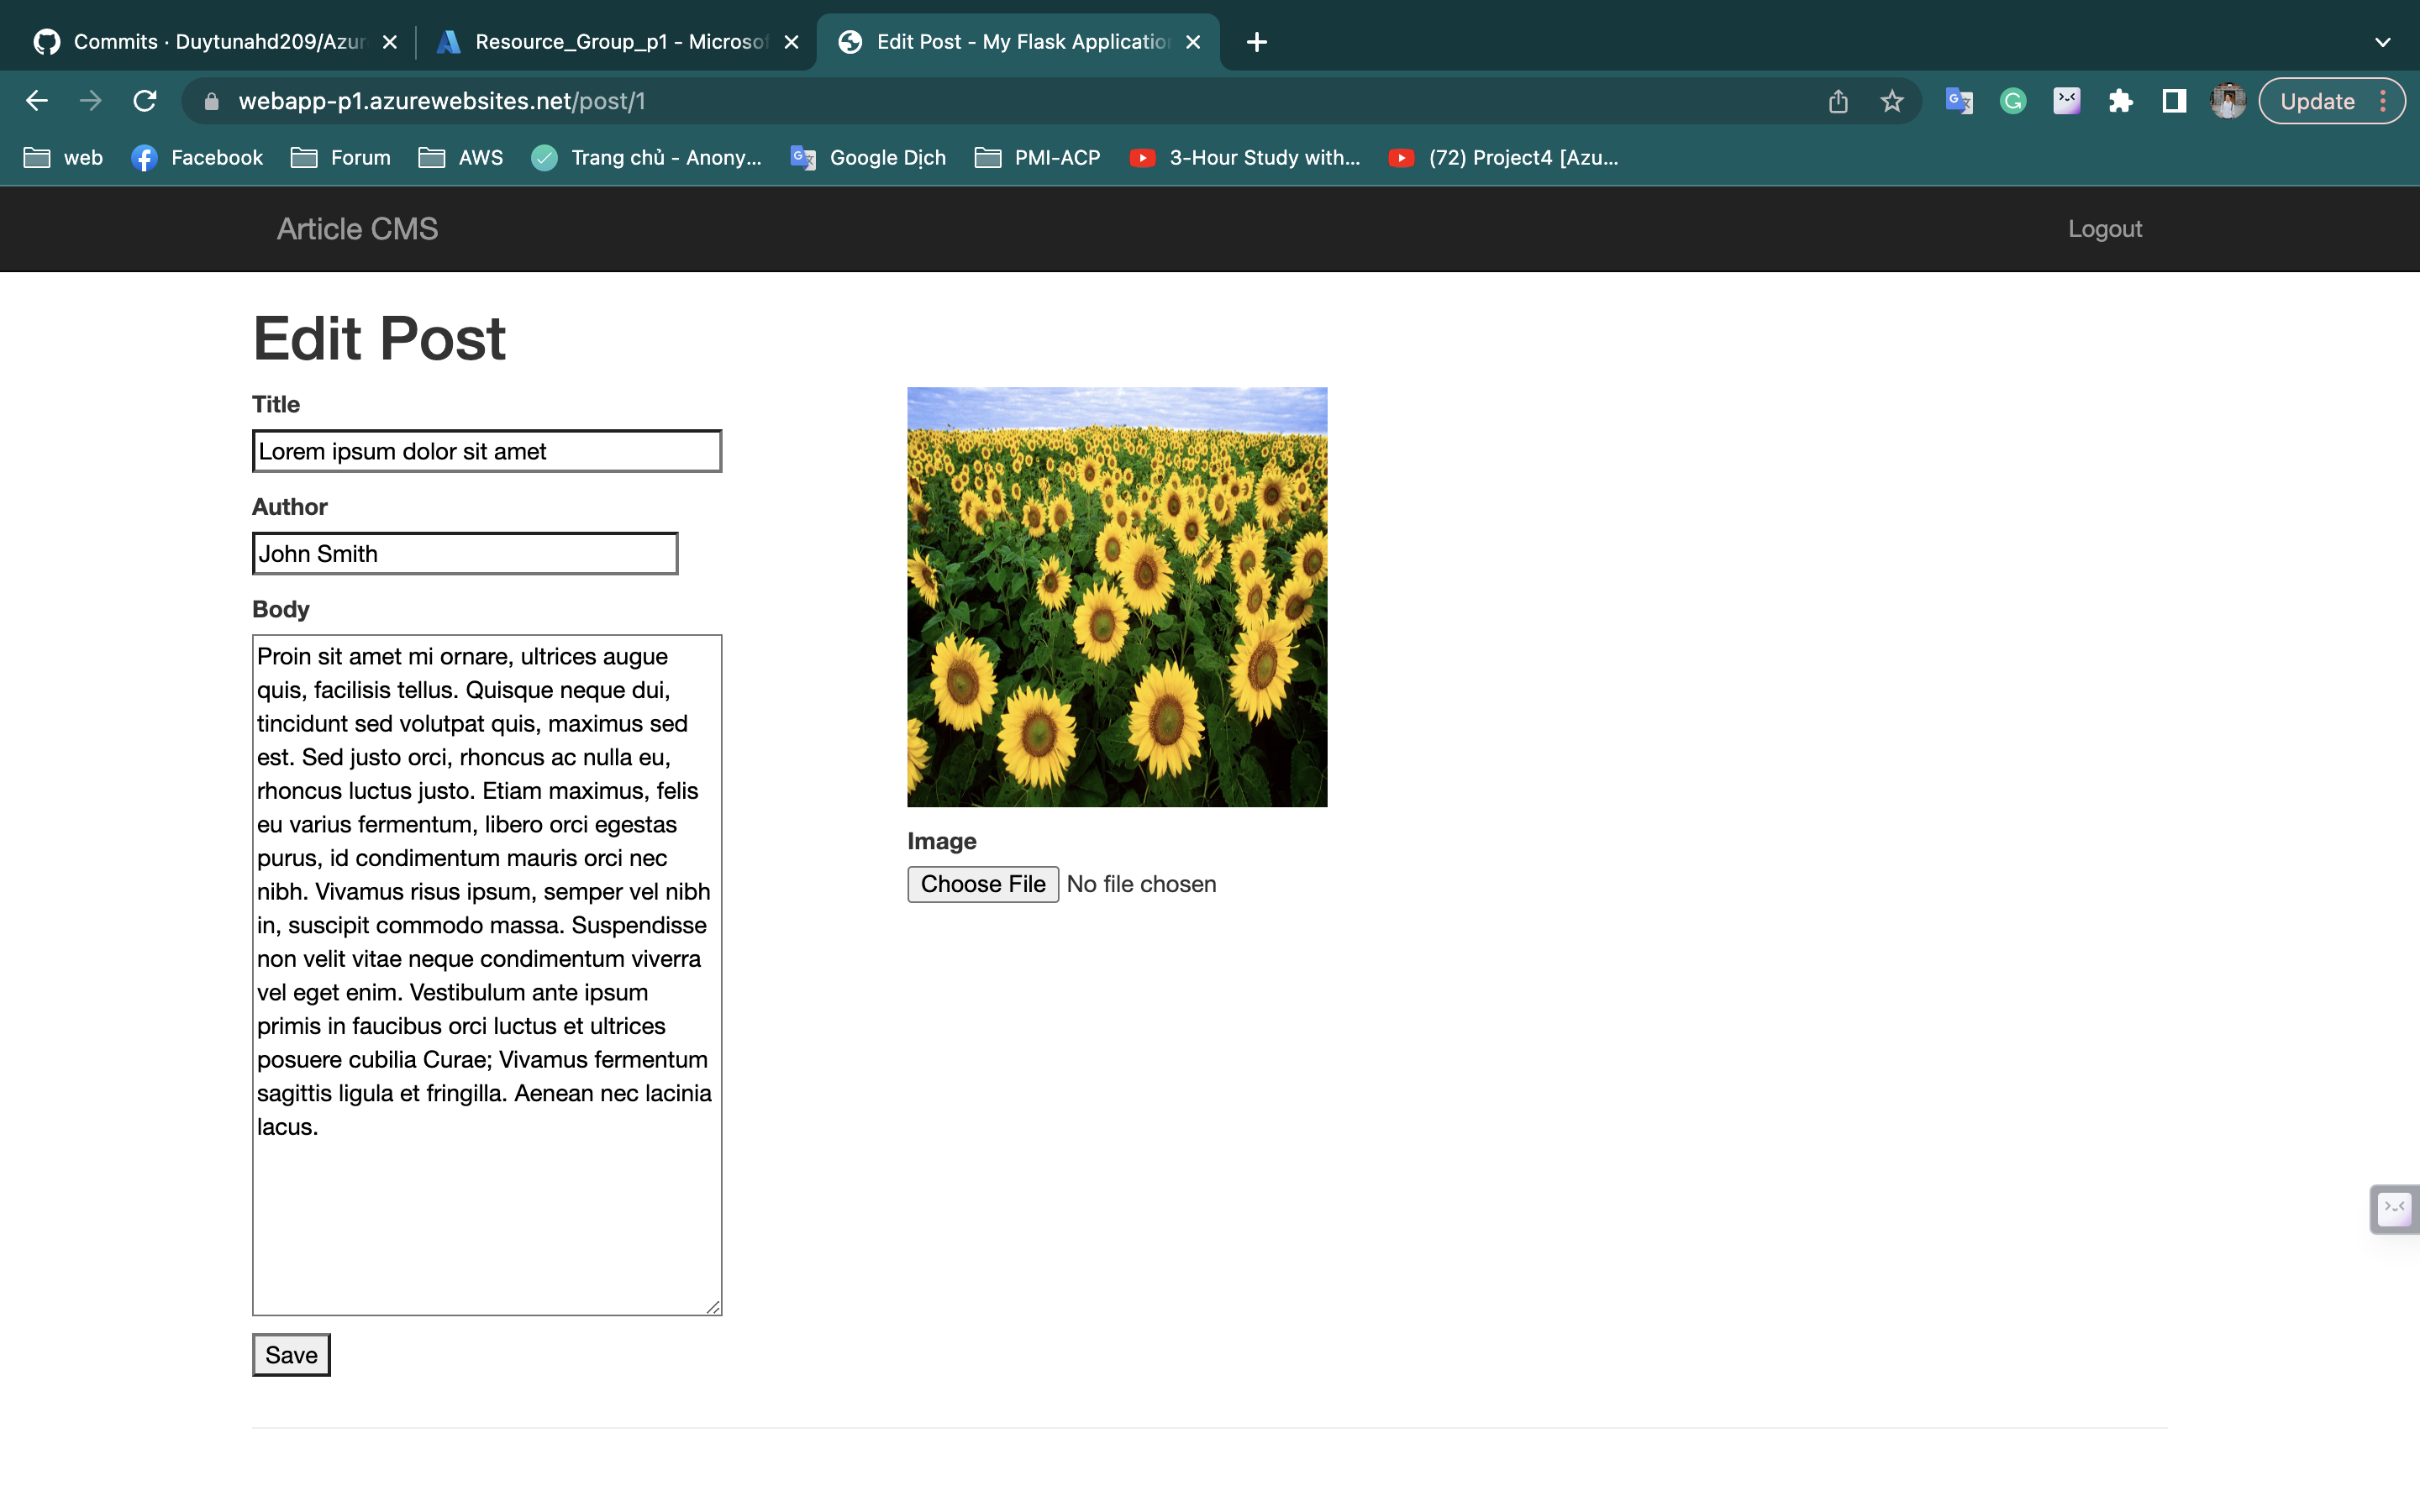 Commits · Duytunahd209/Azur
Resource_Group_p1 - Microsof
Edit Post - My Flask Application
webapp-p1.azurewebsites.net/post/1
Update
web
Facebook
Forum
AWS
Trang chủ - Anony...
Google Dịch
PMI-ACP
3-Hour Study with...
(72) Project4 [Azu...
Article CMS
Logout
Edit Post
Title
Lorem ipsum dolor sit amet
Author
John Smith
Body
Proin sit amet mi ornare, ultrices augue
quis, facilisis tellus. Quisque neque dui,
tincidunt sed volutpat quis, maximus sed
est. Sed justo orci, rhoncus ac nulla eu,
rhoncus luctus justo. Etiam maximus, felis
eu varius fermentum, libero orci egestas
purus, id condimentum mauris orci nec
nibh. Vivamus risus ipsum, semper vel nibh
in, suscipit commodo massa. Suspendisse
non velit vitae neque condimentum viverra
vel eget enim. Vestibulum ante ipsum
primis in faucibus orci luctus et ultrices
posuere cubilia Curae; Vivamus fermentum
sagittis ligula et fringilla. Aenean nec lacinia
lacus.
Image
Choose File No file chosen
Save